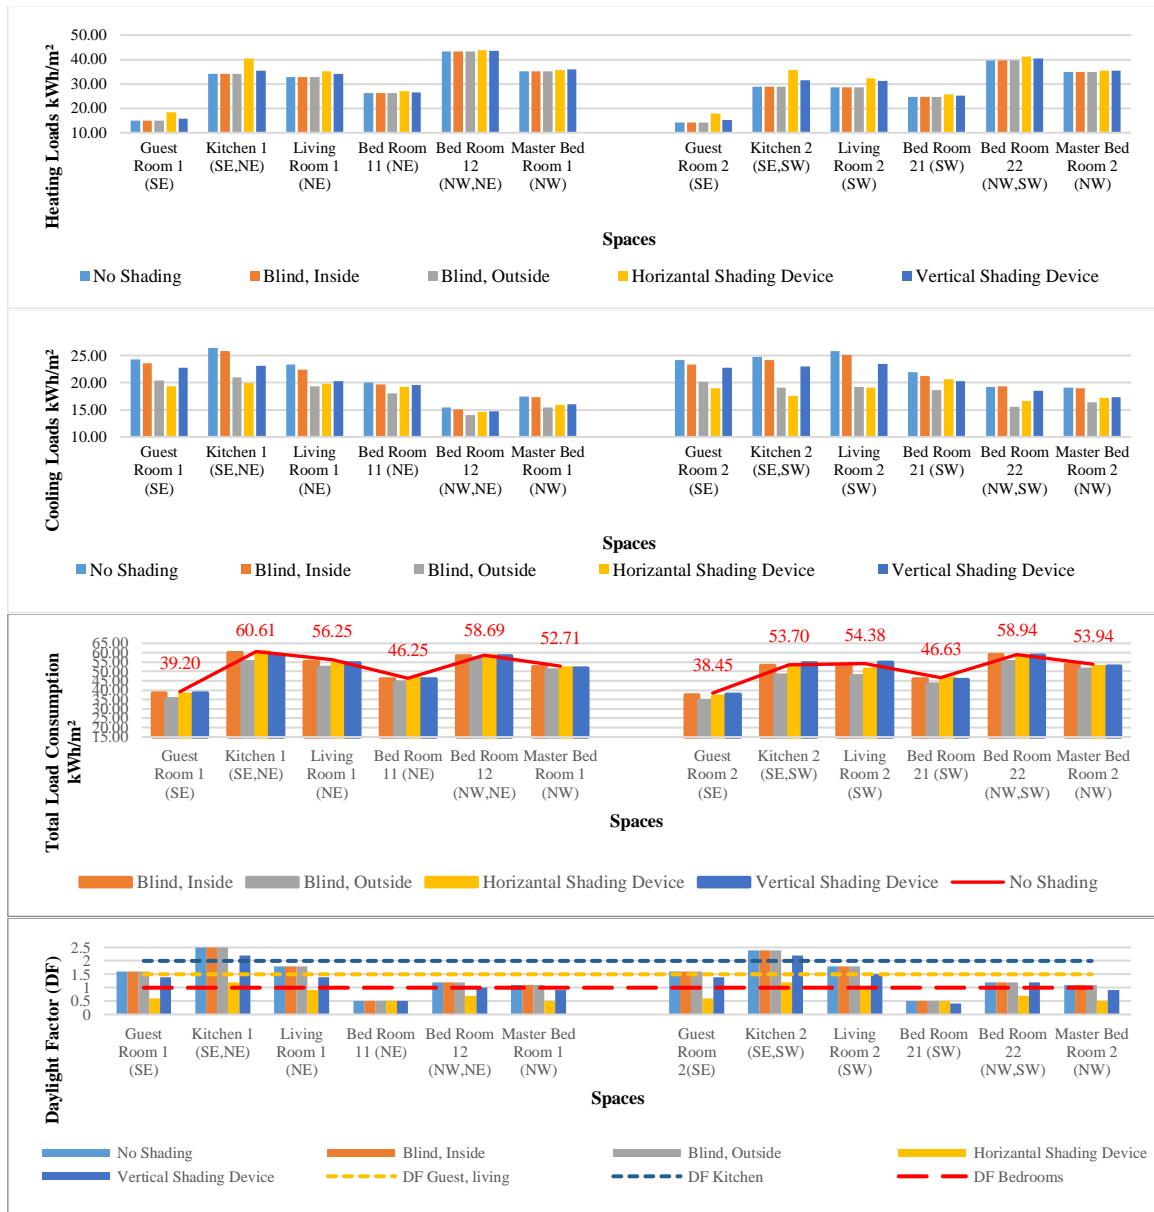 Heating Loads kWh/m²
50.00
40.00
30.00
20.00
10.00
Guest Kitchen 1 Living Bed Room Bed Room Master Bed Guest Kitchen 2 Living Bed Room Bed Room Master Bed
Room 1 (SE,NE) Room 1 11 (NE) 12 Room 1 Room 2 (SE,SW) Room 2 21 (SW) 22 Room 2
(SE) (NE) (NW,NE) (NW) (SE) (SW) (NW,SW) (NW)
Spaces
No Shading Blind, Inside Blind, Outside Horizantal Shading Device Vertical Shading Device
Cooling Loads kWh/m²
25.00
20.00
15.00
10.00
Guest Kitchen 1 Living Bed Room Bed Room Master Bed Guest Kitchen 2 Living Bed Room Bed Room Master Bed
Room 1 (SE,NE) Room 1 11 (NE) 12 Room 1 Room 2 (SE,SW) Room 2 21 (SW) 22 Room 2
(SE) (NE) (NW,NE) (NW) (SE) (SW) (NW,SW) (NW)
Spaces
No Shading Blind, Inside Blind, Outside Horizantal Shading Device Vertical Shading Device
Total Load Consumption
kWh/m²
65.00
60.00
55.00
50.00
45.00
40.00
35.00
30.00
25.00
20.00
15.00
39.20 60.61 56.25 46.25 58.69 52.71 38.45 53.70 54.38 46.63 58.94 53.94
Guest Kitchen 1 Living Bed Room Bed Room Master Bed Guest Kitchen 2 Living Bed Room Bed Room Master Bed
Room 1 (SE,NE) Room 1 11 (NE) 12 Room 1 Room 2 (SE,SW) Room 2 21 (SW) 22 Room 2
(SE) (NE) (NW,NE) (NW) (SE) (SW) (NW,SW) (NW)
Spaces
Blind, Inside Blind, Outside Horizantal Shading Device Vertical Shading Device No Shading
Daylight Factor (DF)
2.5
2
1.5
1
0.5
0
Guest Kitchen 1 Living Bed Room Bed Room Master Bed Guest Kitchen 2 Living Bed Room Bed Room Master Bed
Room 1 (SE,NE) Room 1 11 (NE) 12 Room 1 Room (SE,SW) Room 2 21 (SW) 22 Room 2
(SE) (NE) (NW,NE) (NW) 2(SE) (SW) (NW,SW) (NW)
Spaces
No Shading Blind, Inside Blind, Outside Horizantal Shading Device
Vertical Shading Device DF Guest, living DF Kitchen DF Bedrooms